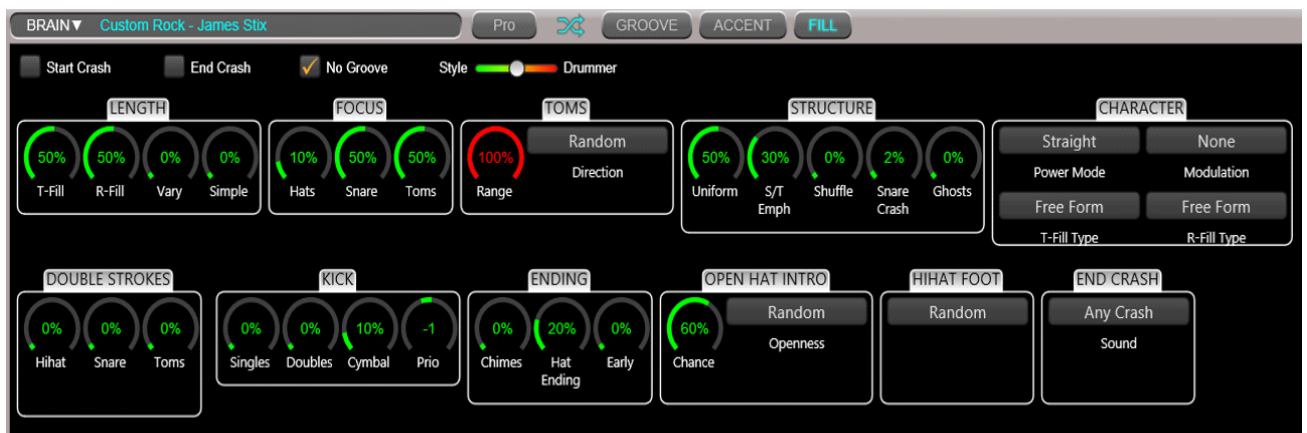 BRAIN▼ Custom Rock - James Stix Pro GROOVE ACCENT FILL
Start Crash End Crash No Groove Style Drummer
LENGTH FOCUS TOMS STRUCTURE CHARACTER
50% 50% 0% 0% 10% 50% 50% 100% Random 50% 30% 0% 2% 0% Straight None
T-Fill R-Fill Vary Simple Hats Snare Toms Range Direction Uniform S/T Emph Shuffle Snare Crash Ghosts Power Mode Modulation
Free Form Free Form
T-Fill Type R-Fill Type
DOUBLE STROKES KICK ENDING OPEN HAT INTRO HIHAT FOOT END CRASH
0% 0% 0% 0% 0% 10% -1 0% 20% 0% 60% Random Random Any Crash
Hihat Snare Toms Singles Doubles Cymbal Prio Chimes Hat Ending Early Chance Openness Sound